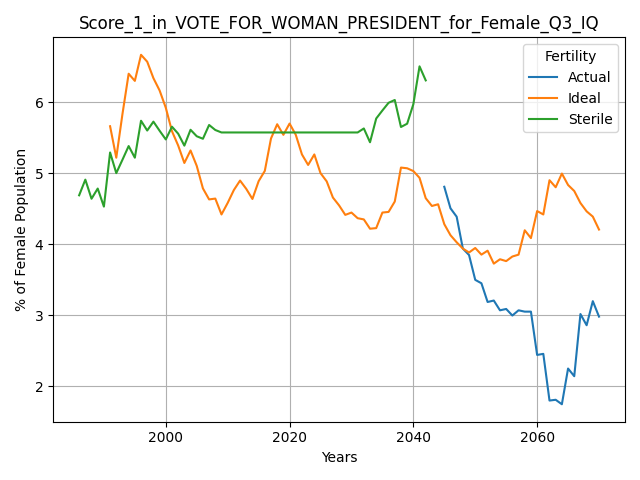 Score_1_in_VOTE_FOR_WOMAN_PRESIDENT_for_Female_Q3_IQ
Fertility
Actual
Ideal
Sterile
% of Female Population
6
5
4
3
2
2000 2020 2040 2060
Years